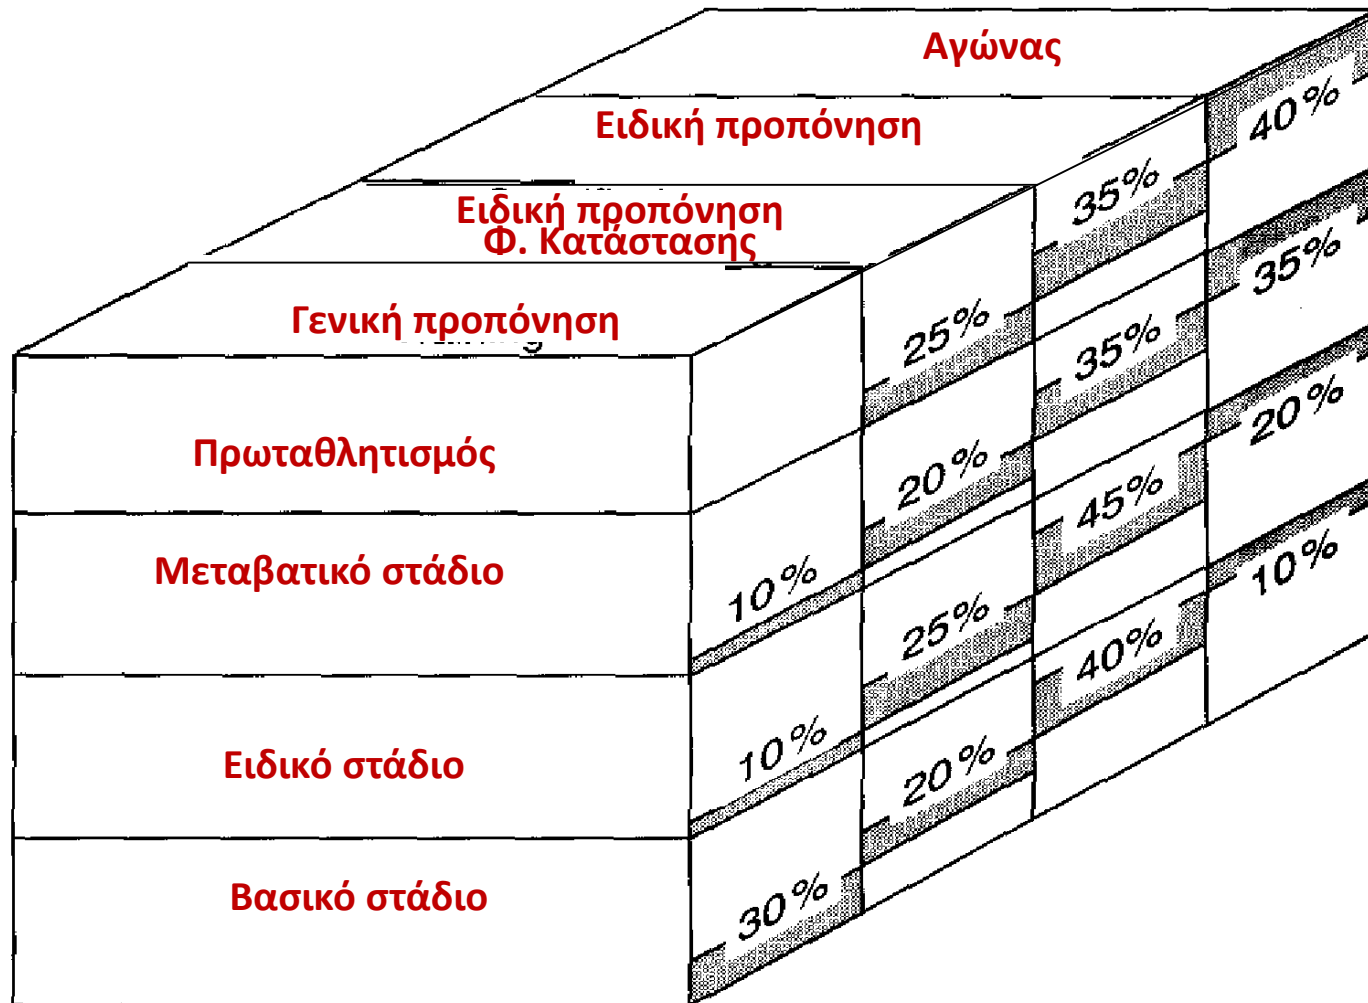 Αγώνας
Ειδική προπόνηση
Ειδική προπόνηση
Φ. Κατάστασης
Γενική προπόνηση
Πρωταθλητισμός
25% 35% 40%
Μεταβατικό στάδιο
10% 20% 35% 35%
Ειδικό στάδιο
10% 25% 45% 20%
Βασικό στάδιο
30% 20% 40% 10%